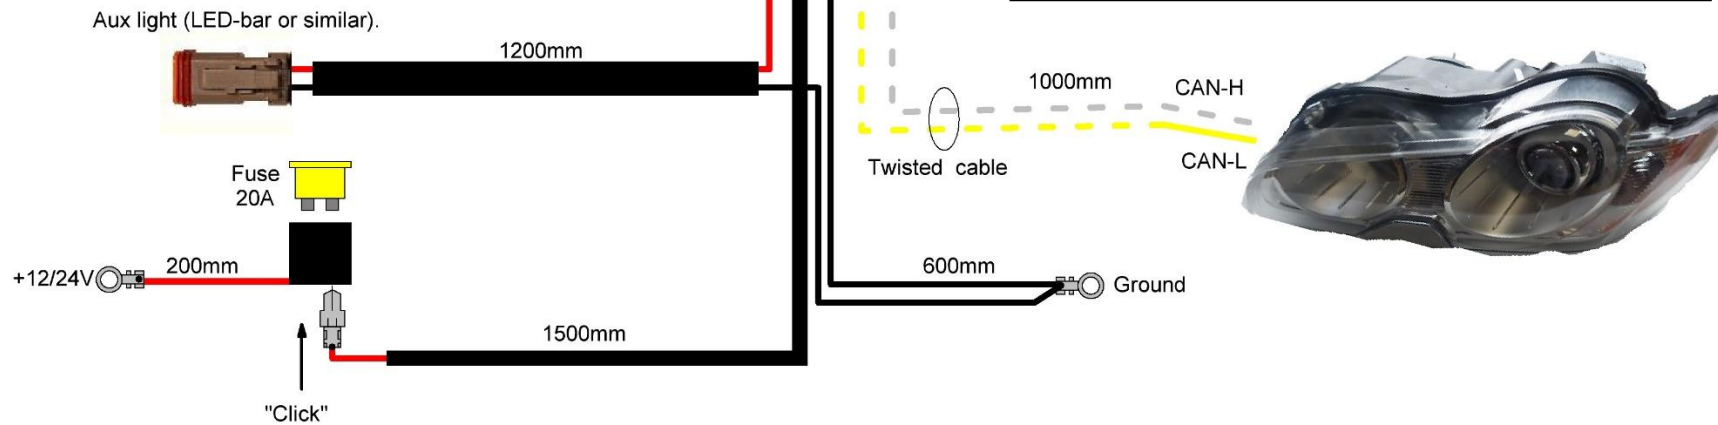 Aux light (LED-bar or similar).
1200mm
1000mm
CAN-H
CAN-L
Twisted cable
Fuse
20A
+12/24V
200mm
600mm
Ground
1500mm
"Click"